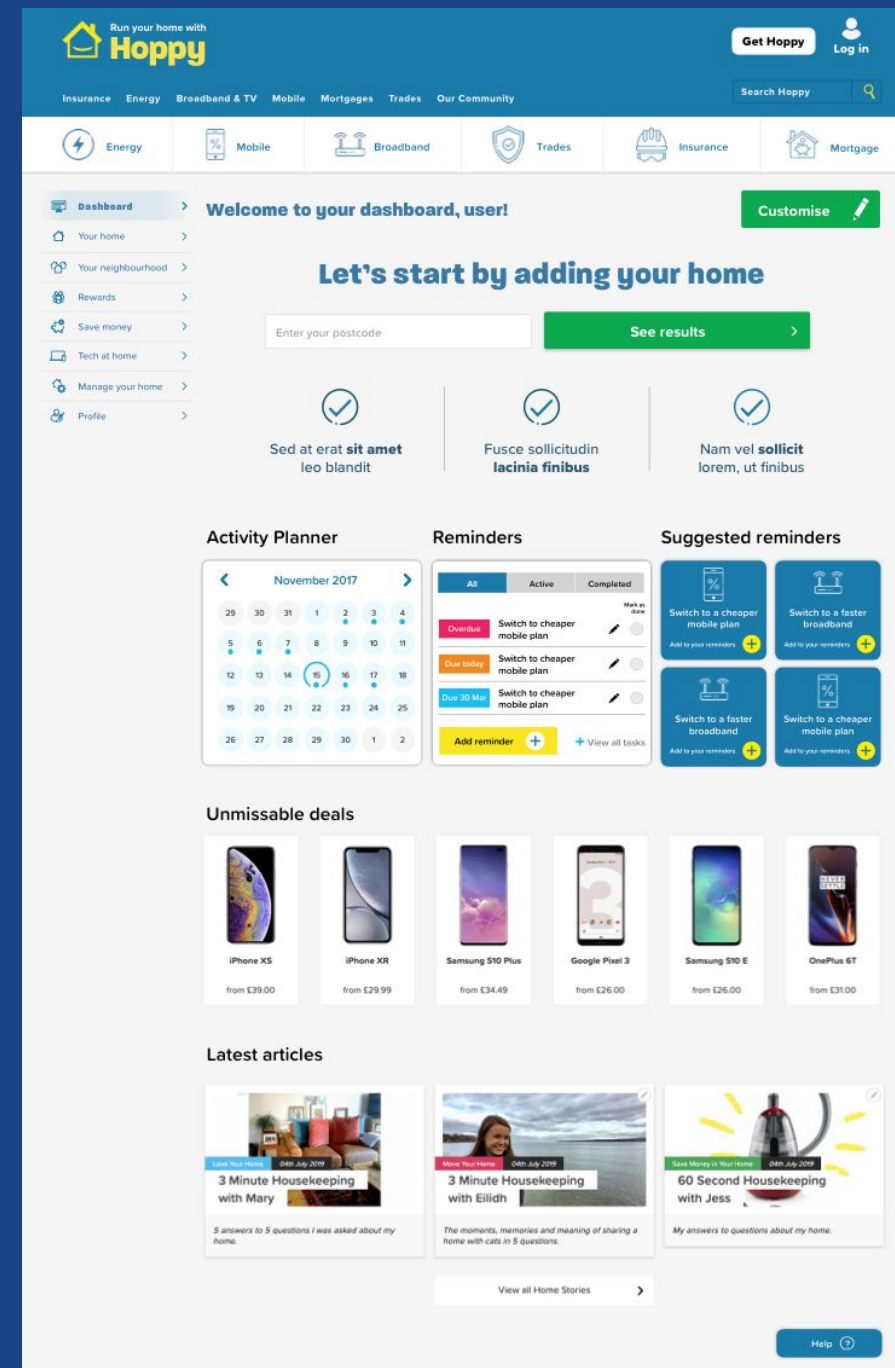 Run your home with
Hoppy
Get Hoppy
Log in
Insurance Energy Broadband & TV Mobile Mortgages Trades Our Community
Search Hoppy
Energy
Mobile
Broadband
Trades
Insurance
Mortgage
Dashboard
Your home
Your neighbourhood
Rewards
Save money
Tech at home
Manage your home
Profile
Welcome to your dashboard, user!
Customise
Let's start by adding your home
Enter your postcode
See results
Sed at erat sit amet
leo blandit
Fusce sollicitudin
lacinia finibus
Nam vel sollicit
lorem, ut finibus
Activity Planner
November 2017
29 30 31 1 2 3 4
5 6 7 8 9 10 11
12 13 14 15 16 17 18
19 20 21 22 23 24 25
26 27 28 29 30 1 2
Reminders
All Active Completed
Mark as
done
Overdue
Switch to cheaper
mobile plan
Due today
Switch to cheaper
mobile plan
Due 30 Mar
Switch to cheaper
mobile plan
Add reminder +
+ View all tasks
Suggested reminders
%
Switch to a cheaper
mobile plan
Add to your reminders +
Switch to a faster
broadband
Add to your reminders +
Switch to a faster
broadband
Add to your reminders +
%
Switch to a cheaper
mobile plan
Add to your reminders +
Unmissable deals
iPhone XS
from £39.00
iPhone XR
from £29.99
Samsung S10 Plus
from £34.49
Google Pixel 3
from £26.00
Samsung S10 E
from £26.00
NEVER
SETTLE
OnePlus 6T
from £31.00
Latest articles
Love Your Home 04th July 2019
3 Minute Housekeeping
with Mary
5 answers to 5 questions I was asked about my
home.
Move Your Home 04th July 2019
3 Minute Housekeeping
with Eilidh
The moments, memories and meaning of sharing a
home with cats in 5 questions.
Save Money in Your Home 04th July 2019
60 Second Housekeeping
with Jess
My answers to questions about my home.
View all Home Stories
Help ?